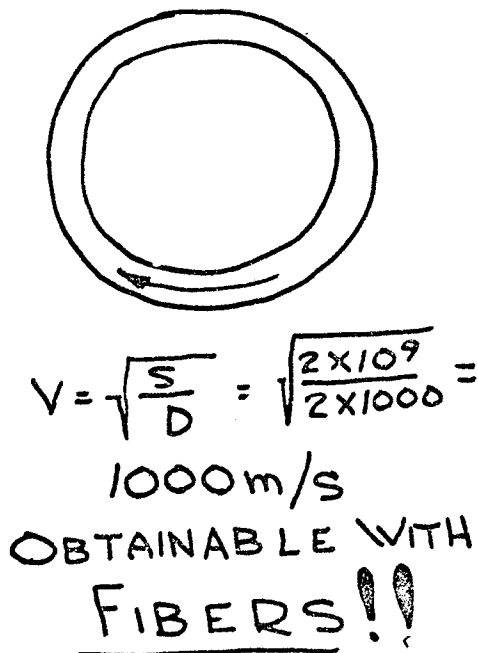 V = √(S/D) = √(2×10⁹/2×1000) =
1000 m/s
OBTAINABLE WITH
FIBERS!!